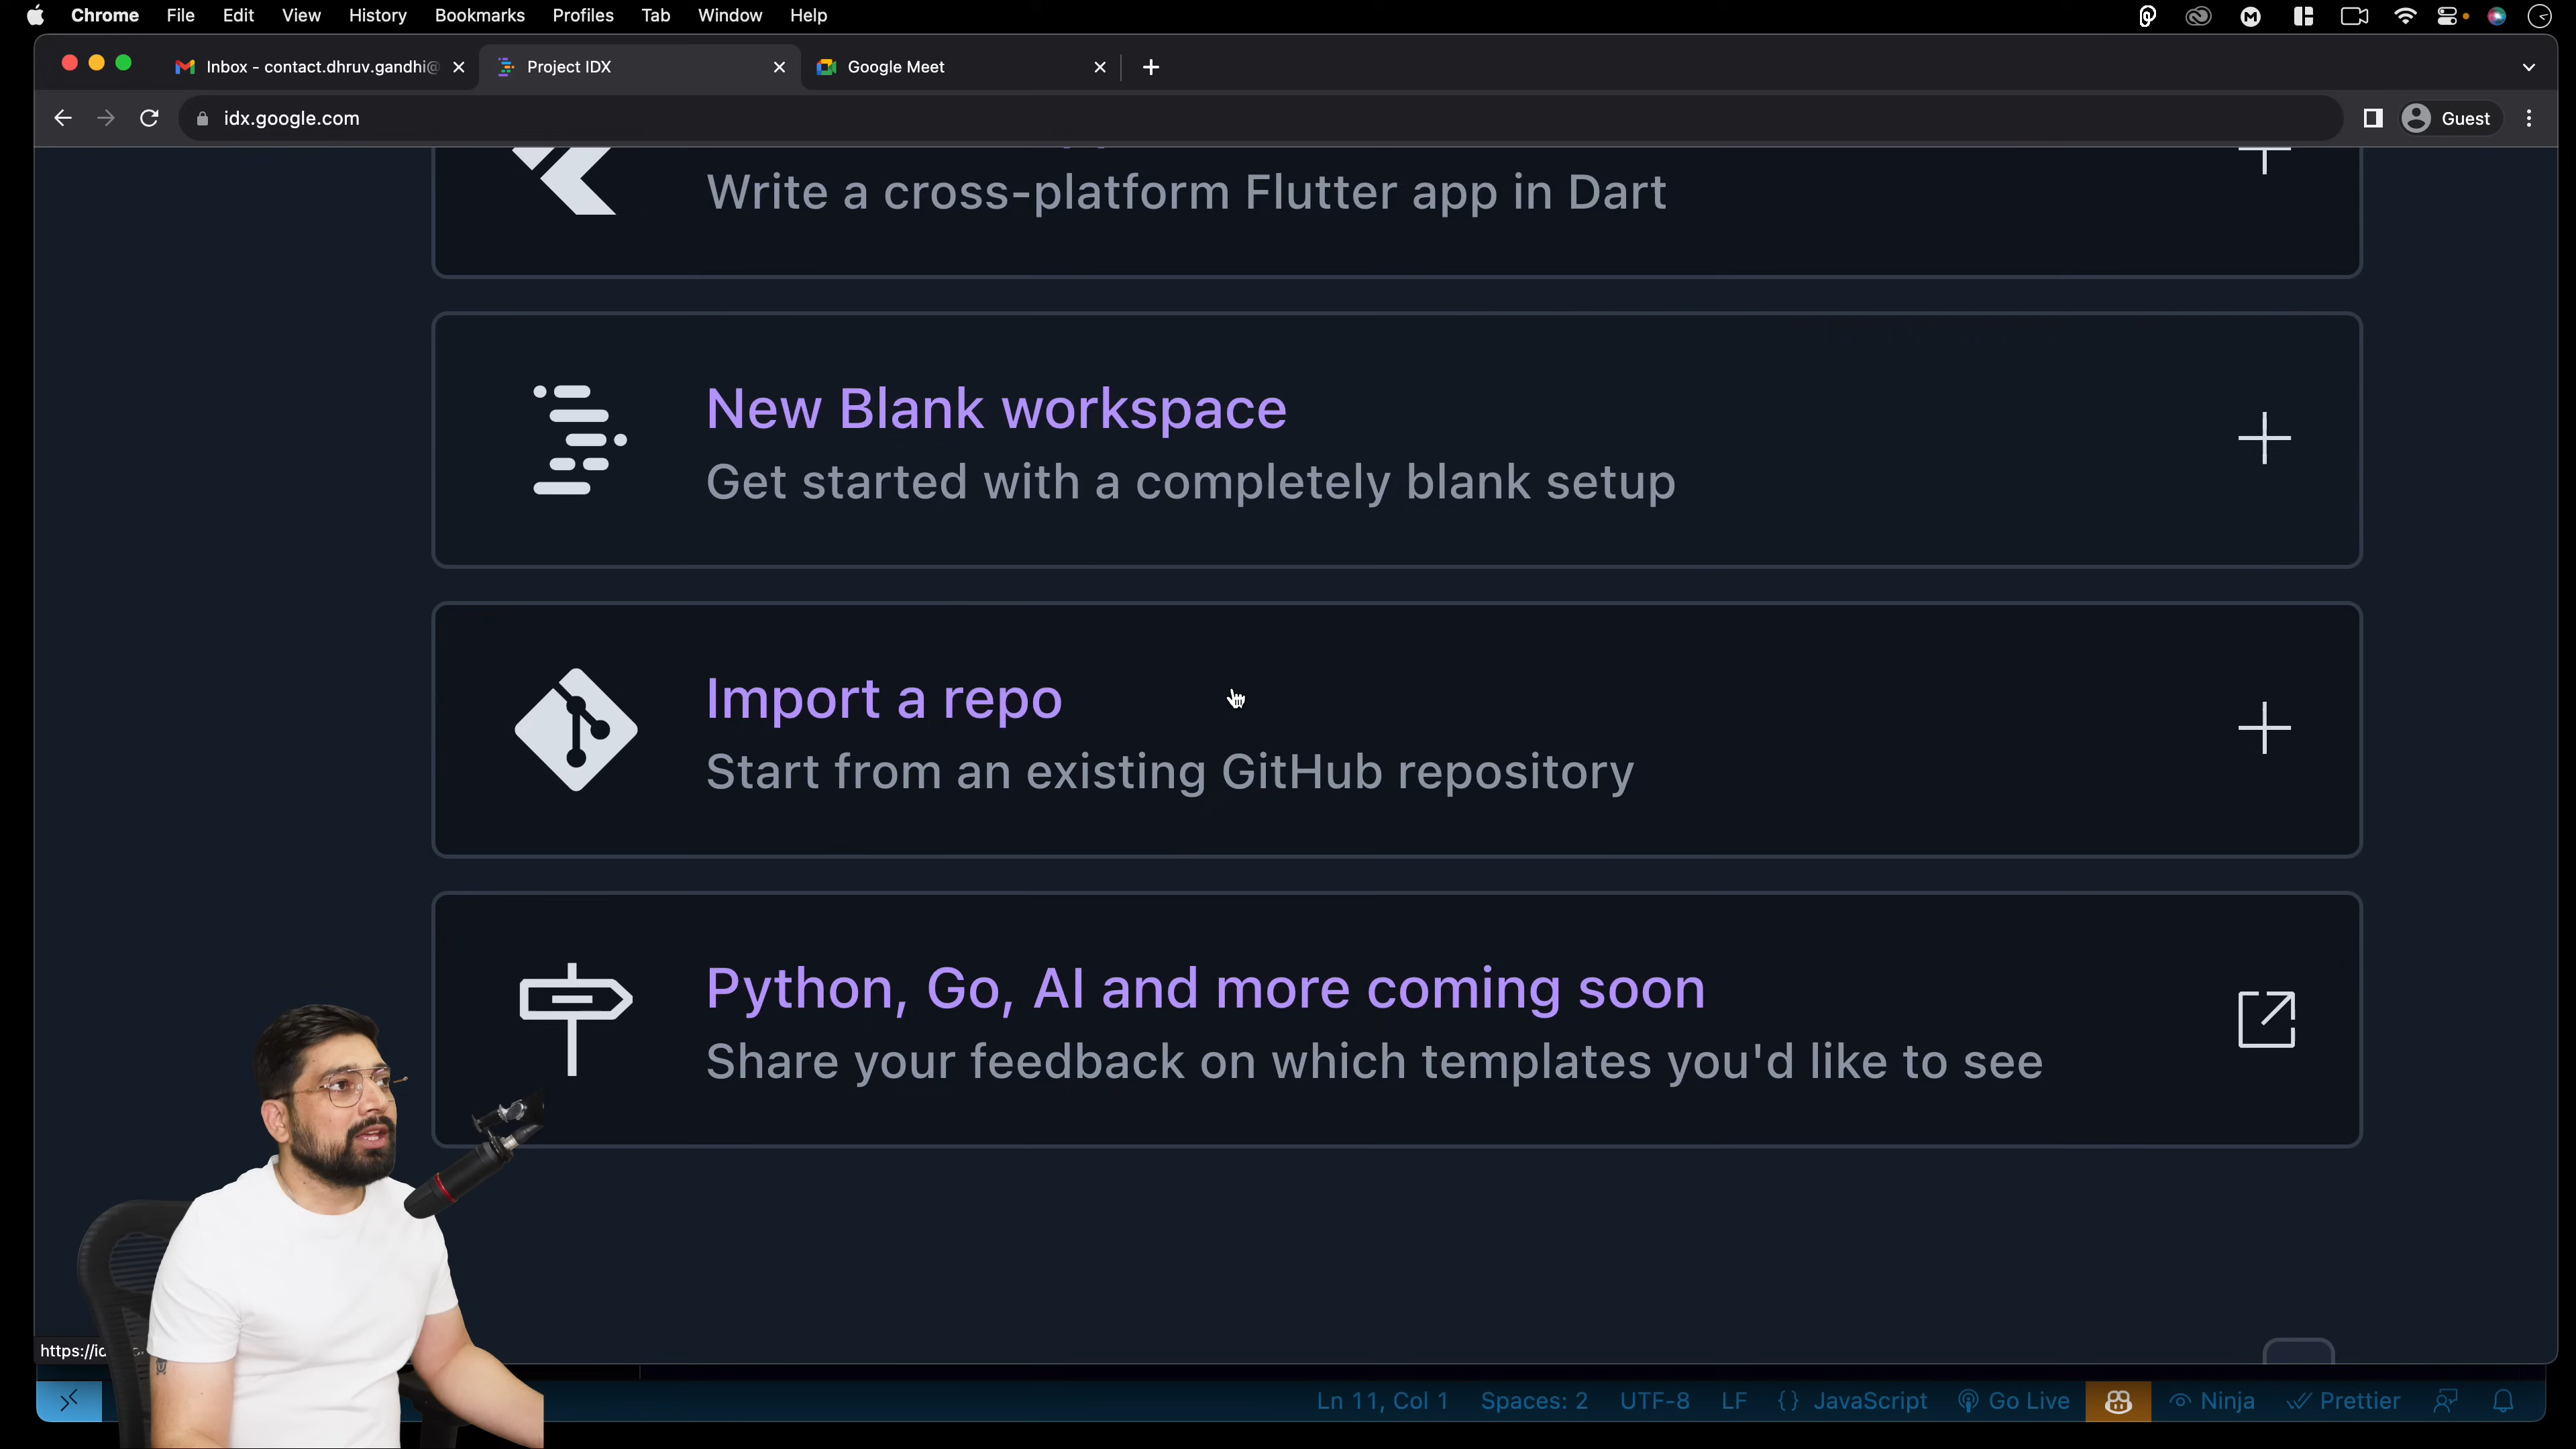 Chrome File Edit View History Bookmarks Profiles Tab Window Help
Inbox - contact.dhruv.gandhi@ Project IDX Google Meet
idx.google.com Guest
Write a cross-platform Flutter app in Dart
New Blank workspace
Get started with a completely blank setup
Import a repo
Start from an existing GitHub repository
Python, Go, AI and more coming soon
Share your feedback on which templates you'd like to see
https://id
Ln 11, Col 1 Spaces: 2 UTF-8 LF {} JavaScript Go Live Ninja Prettier